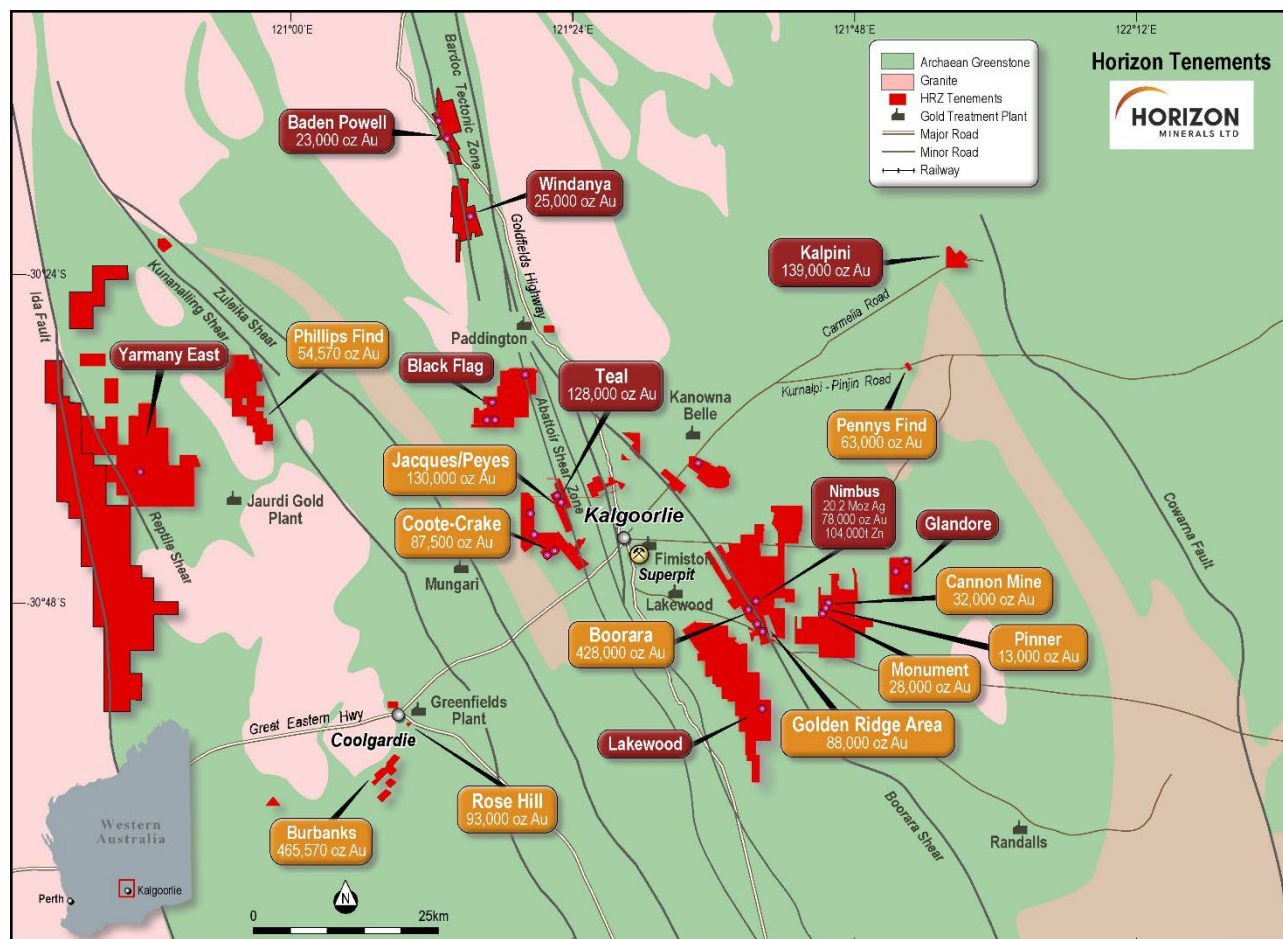 121°00´E
121°24´E
121°48´E
122°12´E
-30°24´S
-30°48´S
Horizon Tenements
HORIZON
MINERALS LTD
Archaean Greenstone
Granite
HRZ Tenements
Gold Treatment Plant
Major Road
Minor Road
Railway
Baden Powell
23,000 oz Au
Bardoc Tectonic Zone
Windanya
25,000 oz Au
Goldfields Highway
Kalpini
139,000 oz Au
Carmelia Road
Ida Fault
Kunanalling Shear
Zuleika Shear
Phillips Find
54,570 oz Au
Paddington
Yarmany East
Black Flag
Teal
128,000 oz Au
Kanowna
Belle
Kurnalpi - Pinjin Road
Pennys Find
63,000 oz Au
Abattoir Shear Zone
Jacques/Peyes
130,000 oz Au
Jaurdi Gold
Plant
Reptile Shear
Coote-Crake
87,500 oz Au
Kalgoorlie
Nimbus
20.2 Moz Ag
78,000 oz Au
104,000t Zn
Glandore
Cowarna Fault
Mungari
Fimiston
Superpit
Lakewood
Cannon Mine
32,000 oz Au
Pinner
13,000 oz Au
Boorara
428,000 oz Au
Monument
28,000 oz Au
Golden Ridge Area
88,000 oz Au
Lakewood
Great Eastern Hwy
Greenfields
Plant
Coolgardie
Rose Hill
93,000 oz Au
Burbanks
465,570 oz Au
Boorara Shear
Randalls
Western
Australia
Perth
Kalgoorlie
N
0
25km